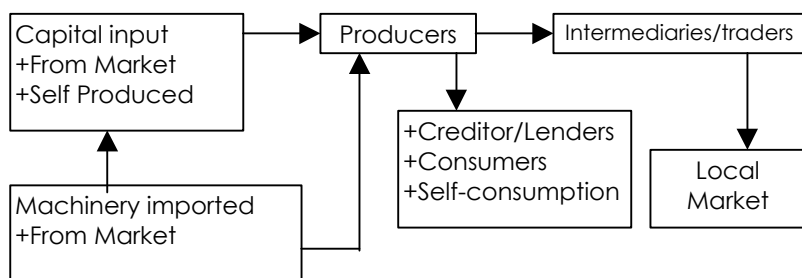 Capital input
+From Market
+Self Produced
Producers
Intermediaries/traders
+Creditor/Lenders
+Consumers
+Self-consumption
Local
Market
Machinery imported
+From Market